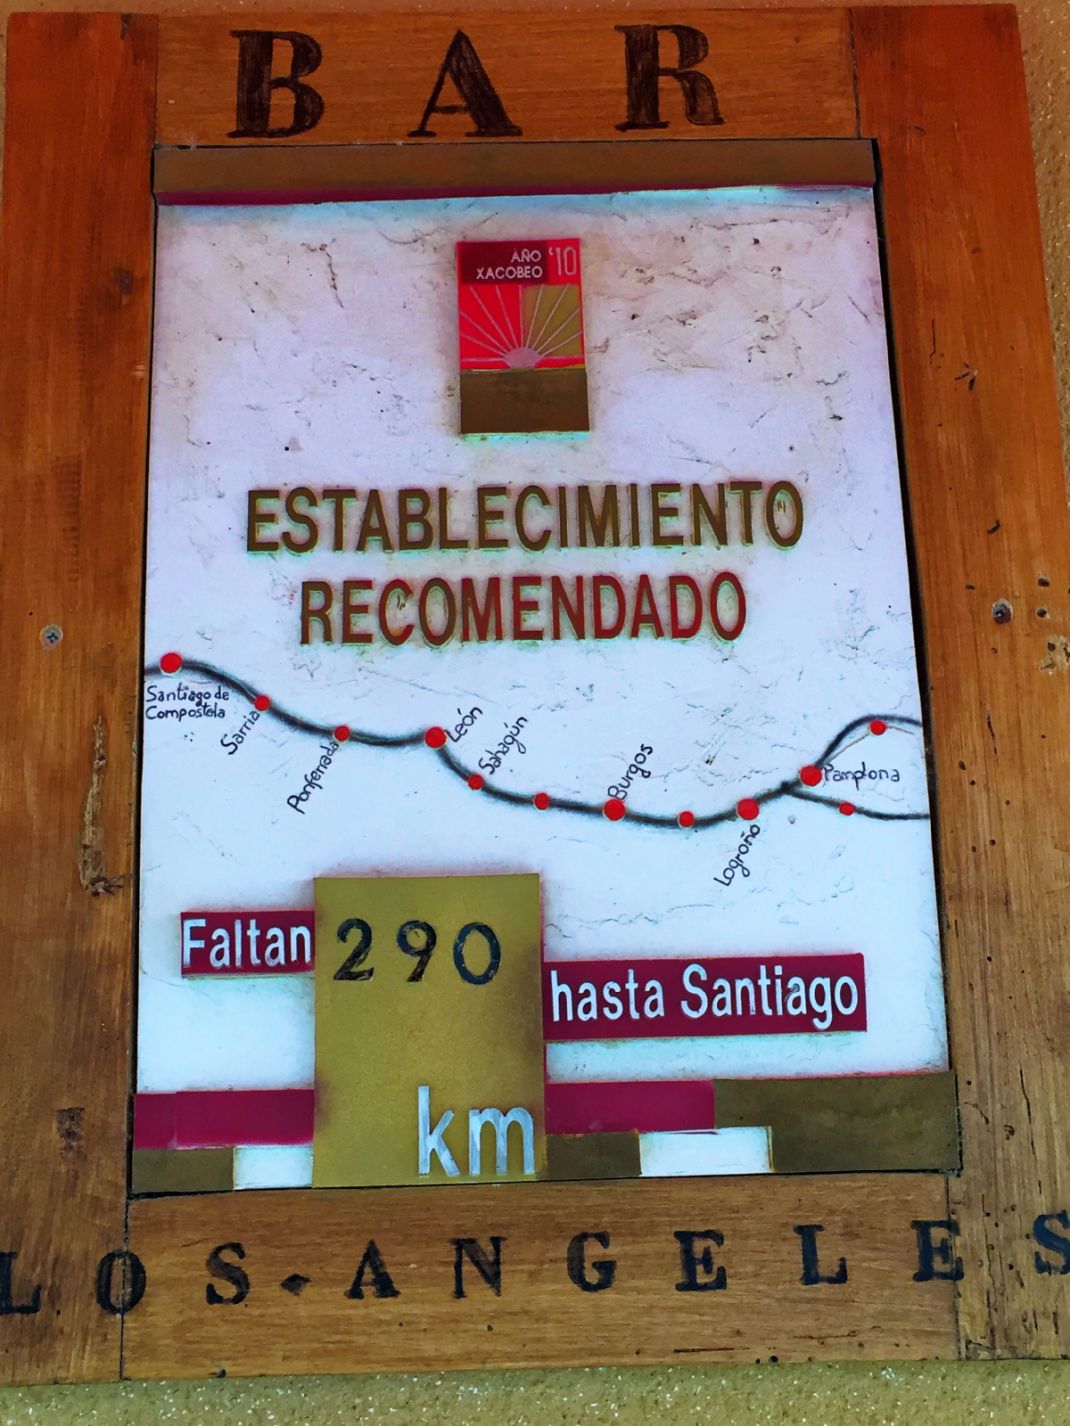 BAR
AÑO '10
XACOBEO
ESTABLECIMIENTO
RECOMENDADO
Santiago de
Compostela
Sarria
Ponferrada
León
Sahagún
Burgos
Logroño
Pamplona
Faltan 290 hasta Santiago
km
LOS-ANGELES